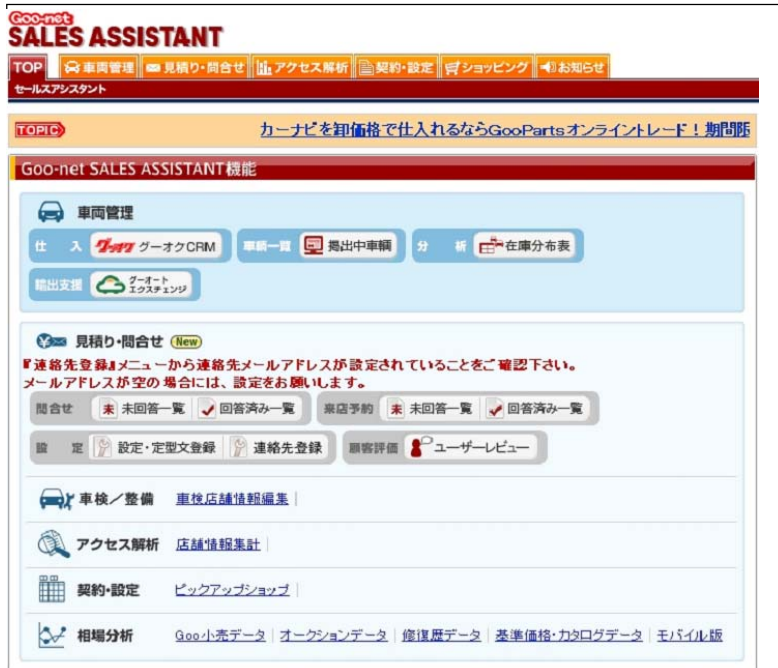 Goo-net
SALES ASSISTANT
TOP 車両管理 見積り・問合せ アクセス解析 契約・設定 ショッピング お知らせ
セールスアシスタント
TOPIC カーナビを卸価格で仕入れるならGooPartsオンライントレード！期間限
Goo-net SALES ASSISTANT機能
車両管理
仕 入 グーオク グーオクCRM 車輌一覧 掲出中車輌 分 析 在庫分布表
輸出支援 グーオート
エクスチェンジ
見積り・問合せ New
『連絡先登録』メニューから連絡先メールアドレスが設定されていることをご確認下さい。
メールアドレスが空の場合には、設定をお願いします。
問合せ 未 未回答一覧 回答済み一覧 来店予約 未 未回答一覧 回答済み一覧
設 定 設定・定型文登録 連絡先登録 顧客評価 ユーザーレビュー
車検／整備 車検店舗情報編集
アクセス解析 店舗情報集計
契約・設定 ピックアップショップ
相場分析 Goo小売データ オークションデータ 修復歴データ 基準価格・カタログデータ モバイル版